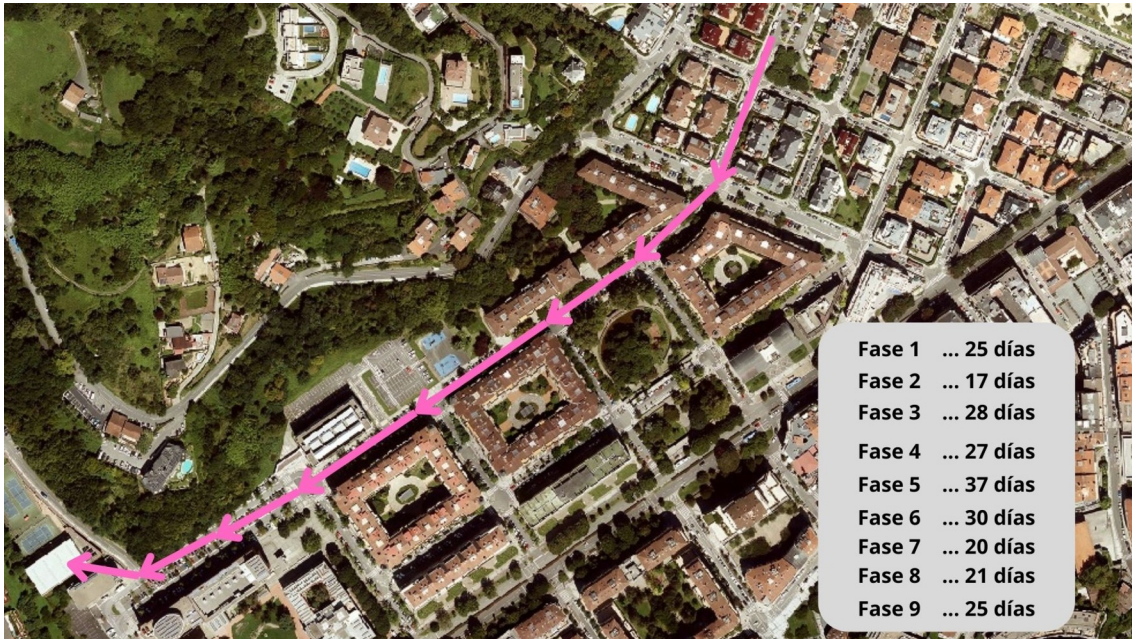 Fase 1 ... 25 días
Fase 2 ... 17 días
Fase 3 ... 28 días
Fase 4 ... 27 días
Fase 5 ... 37 días
Fase 6 ... 30 días
Fase 7 ... 20 días
Fase 8 ... 21 días
Fase 9 ... 25 días